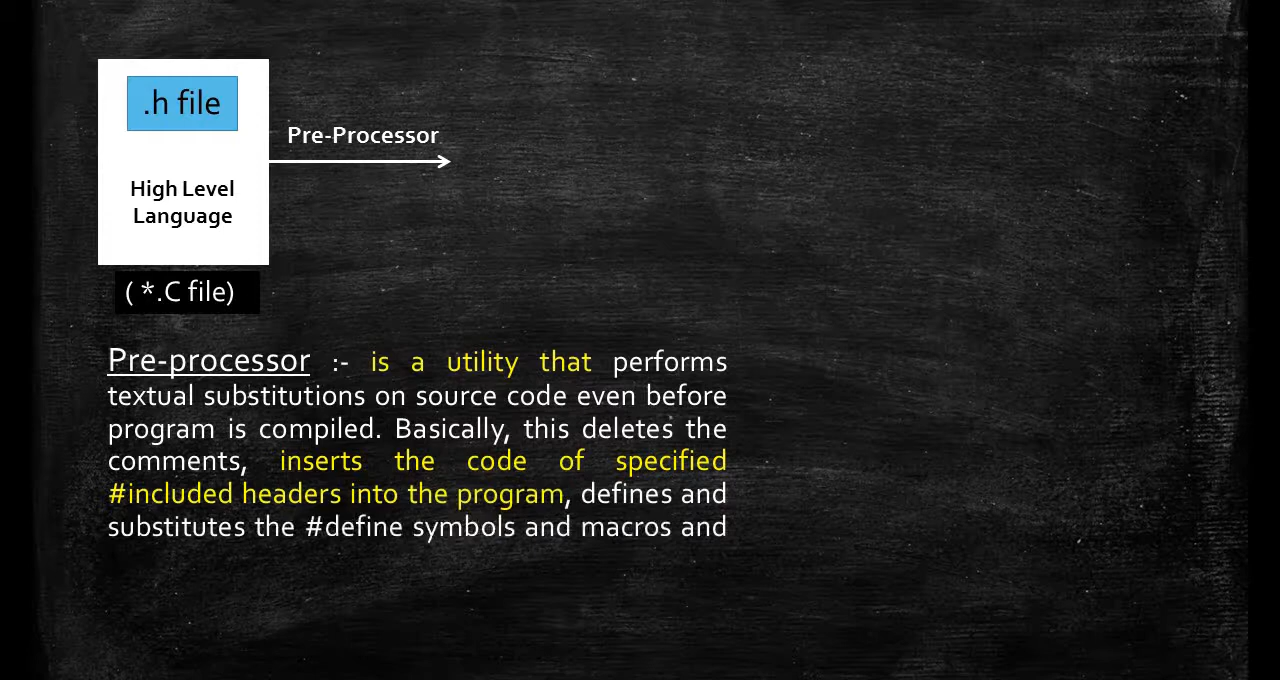 .h file
Pre-Processor
High Level
Language
( *.C file)
Pre-processor :- is a utility that performs
textual substitutions on source code even before
program is compiled. Basically, this deletes the
comments, inserts the code of specified
#included headers into the program, defines and
substitutes the #define symbols and macros and